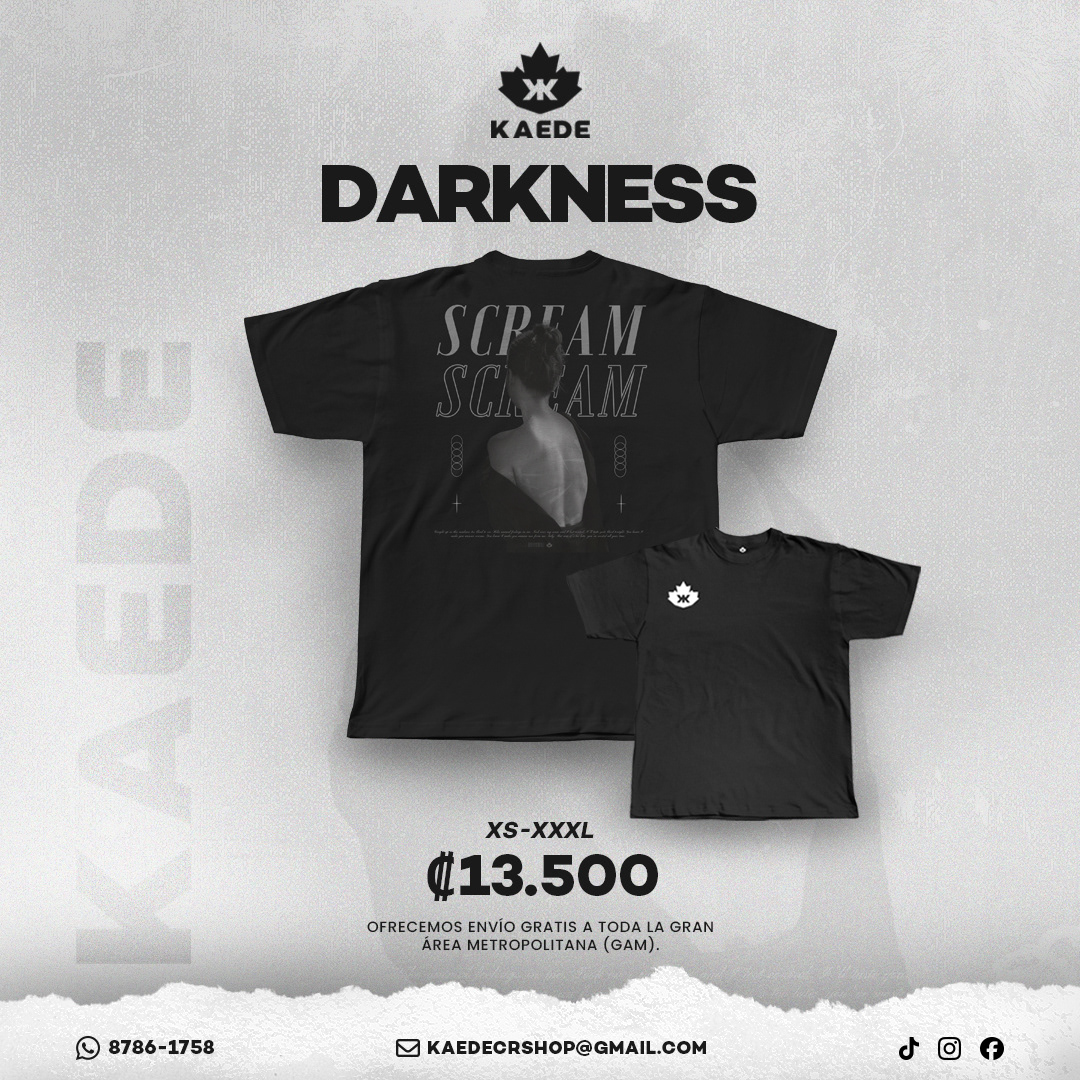 KAEDE
DARKNESS
SCREAM
SCREAM
KAEDE
XS-XXXL
₡13.500
OFRECEMOS ENVÍO GRATIS A TODA LA GRAN
ÁREA METROPOLITANA (GAM).
8786-1758
KAEDECRSHOP@GMAIL.COM